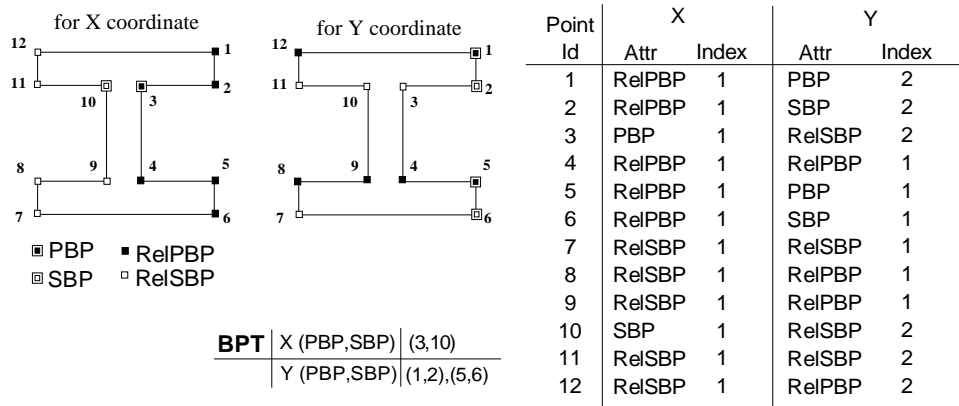 for X coordinate
for Y coordinate
12
1
11
2
10
3
8
9
4
5
7
6
12
1
11
2
10
3
8
9
4
5
7
6
PBP
RelPBP
SBP
RelSBP
BPT X (PBP,SBP) (3,10)
Y (PBP,SBP) (1,2),(5,6)
Point X Y
Id Attr Index Attr Index
1 RelPBP 1 PBP 2
2 RelPBP 1 SBP 2
3 PBP 1 RelSBP 2
4 RelPBP 1 RelPBP 1
5 RelPBP 1 PBP 1
6 RelPBP 1 SBP 1
7 RelSBP 1 RelSBP 1
8 RelSBP 1 RelPBP 1
9 RelSBP 1 RelPBP 1
10 SBP 1 RelSBP 2
11 RelSBP 1 RelSBP 2
12 RelSBP 1 RelPBP 2